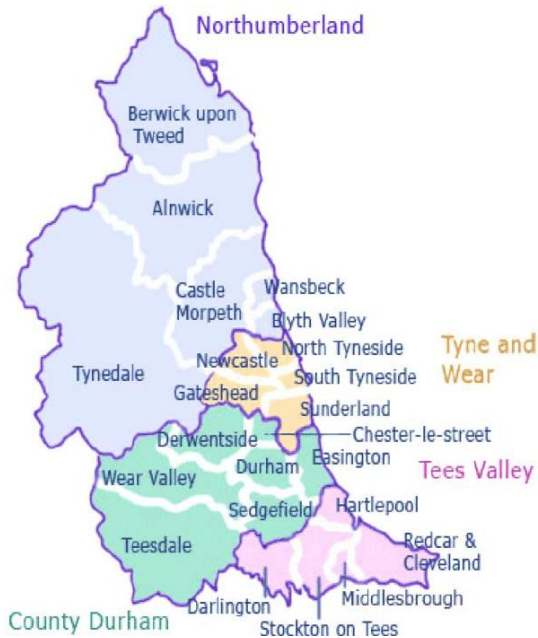 Northumberland
Berwick upon
Tweed
Alnwick
Castle
Morpeth
Wansbeck
Blyth Valley
Tynedale
Newcastle
North Tyneside
Gateshead
South Tyneside
Sunderland
Tyne and
Wear
Derwentside
Chester-le-street
Durham
Easington
Wear Valley
Tees Valley
Sedgefield
Hartlepool
Teesdale
Redcar &
Cleveland
Darlington
Middlesbrough
Stockton on Tees
County Durham